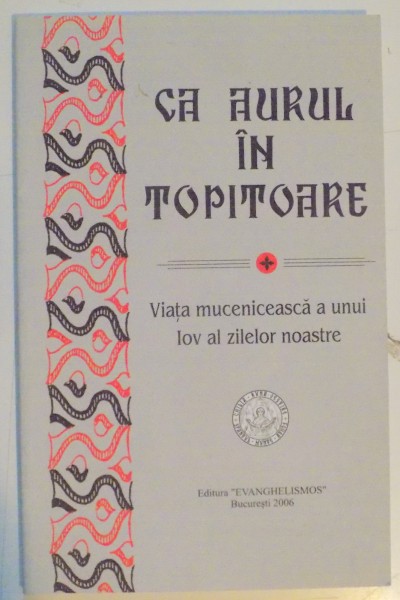 CA AURUL
ÎN
TOPITOARE
Viața mucenicească a unui
Iov al zilelor noastre
Editura "EVANGHELISMOS"
București 2006